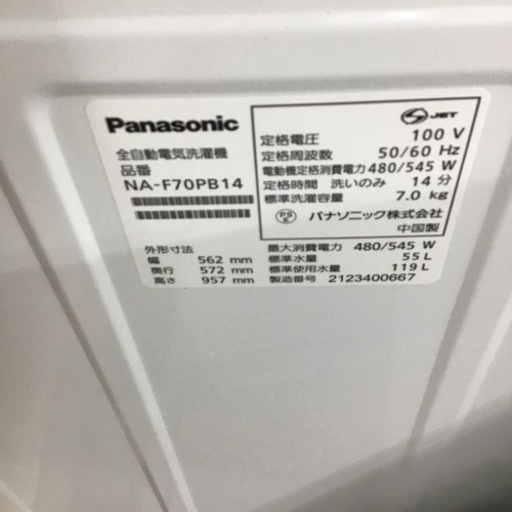 Panasonic
全自動電気洗濯機
品番
NA-F70PB14
外形寸法
幅 562 mm
奥行 572 mm
高さ 957 mm
S JET
定格電圧 100 V
定格周波数 50/60 Hz
電動機定格消費電力 480/545 W
定格時間 洗いのみ 14 分
標準洗濯容量 7.0 kg
PS E パナソニック株式会社
中国製
最大消費電力 480/545 W
標準水量 55 L
標準使用水量 119 L
製造番号 2123400667